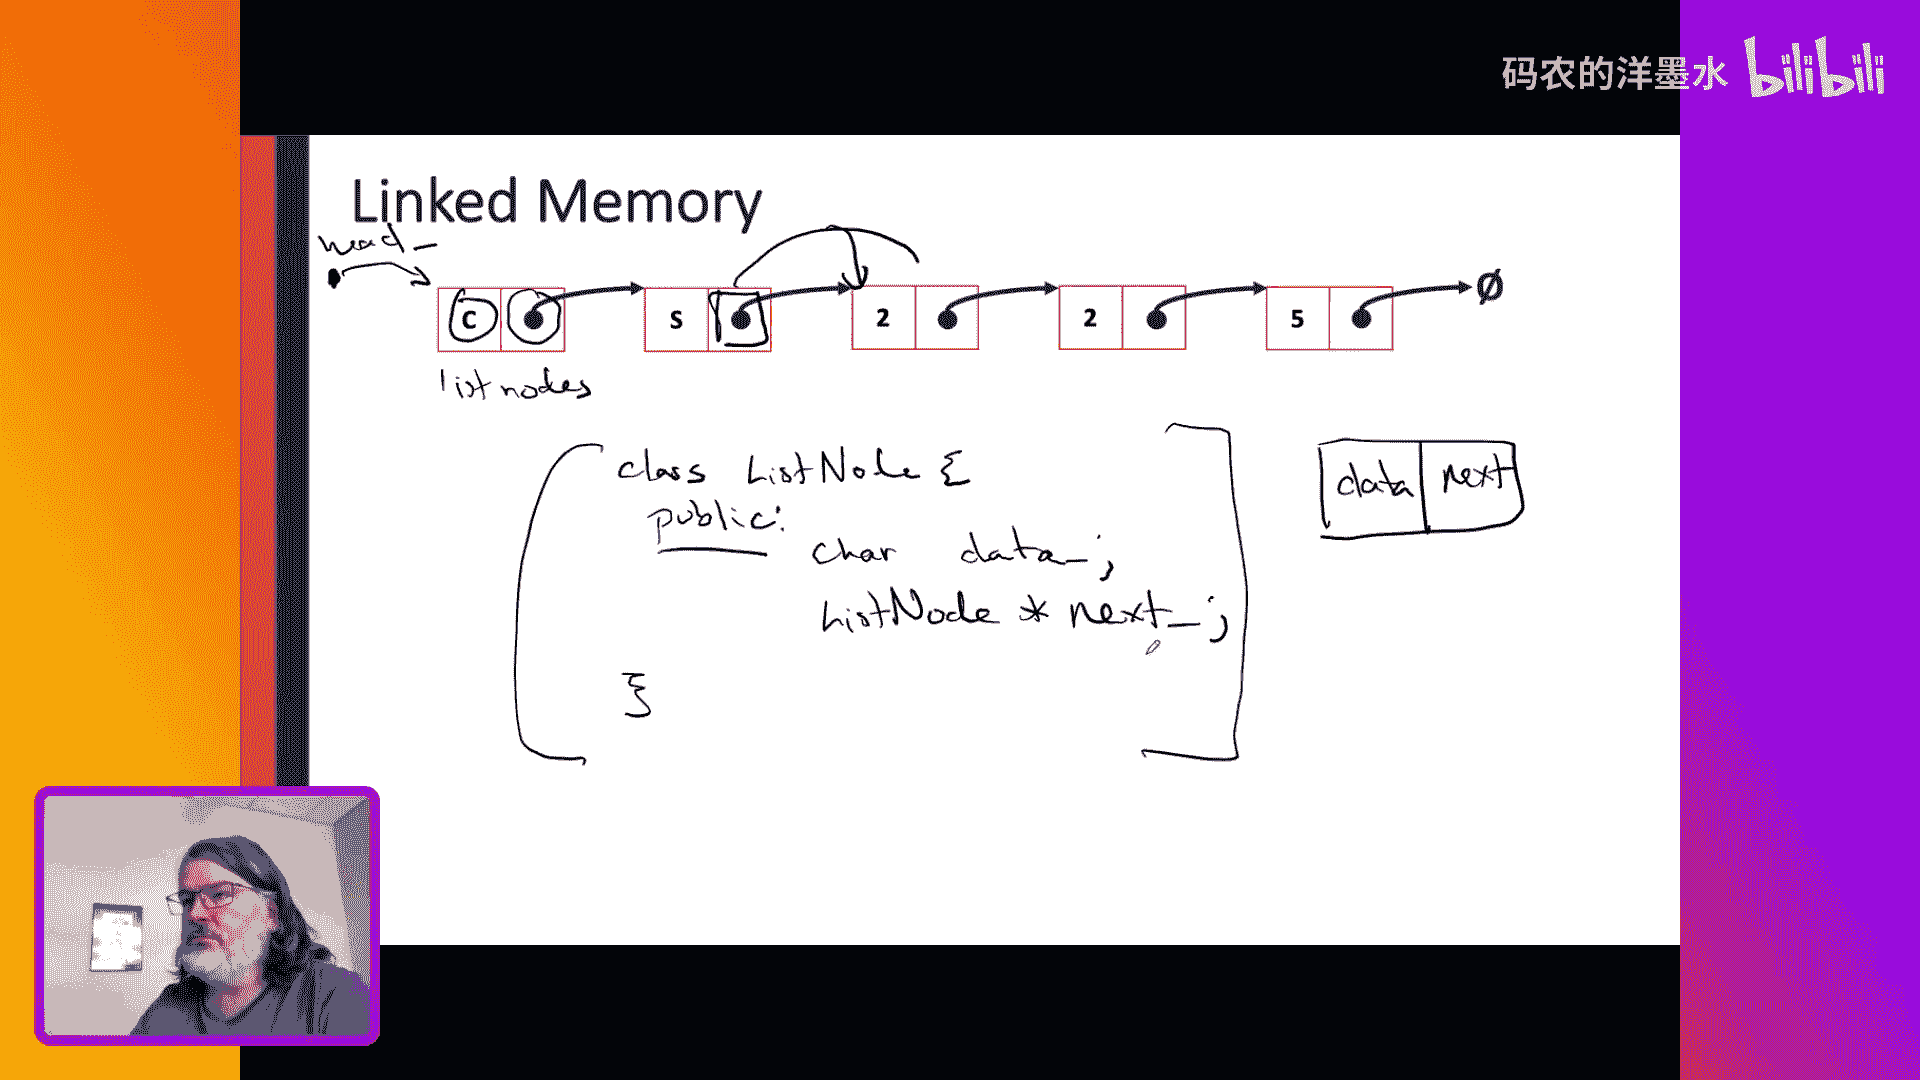 码农的洋墨水 bilibili
Linked Memory
head_
C S 2 2 5 Ø
list nodes
class ListNode {
public:
char data_;
ListNode * next_;
}
data next